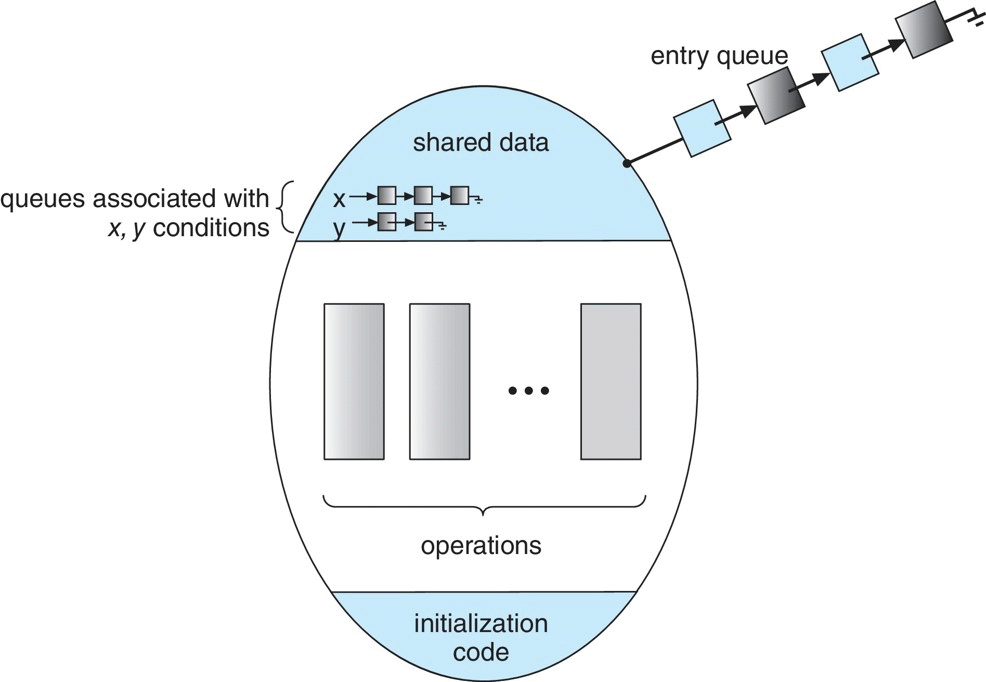 entry queue
shared data
queues associated with
x, y conditions
x
y
operations
initialization
code